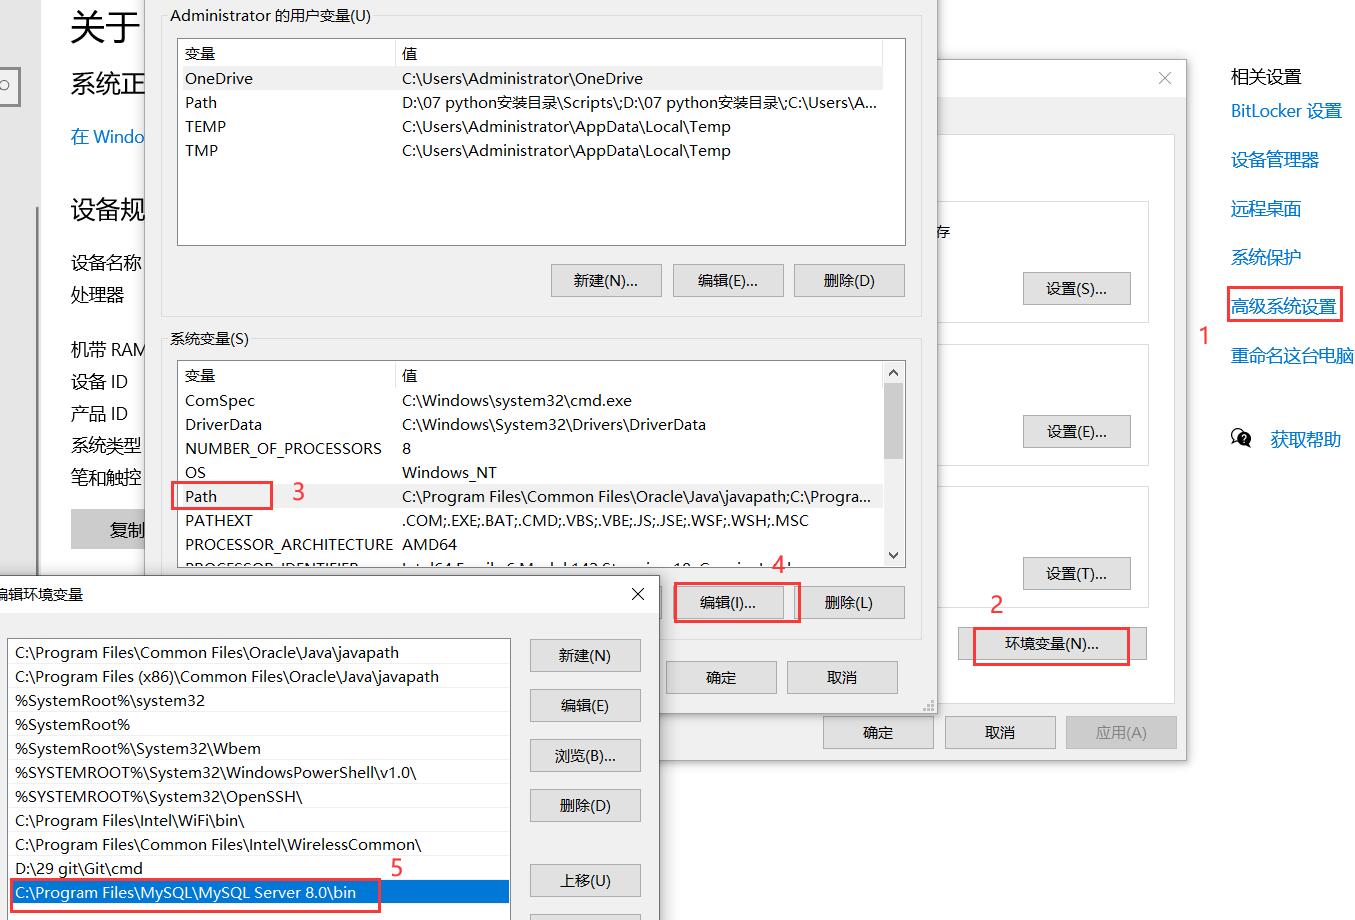 关于
系统正
在 Windo
设备规
设备名称
处理器
机带 RAM
设备 ID
产品 ID
系统类型
笔和触控
复制
Administrator 的用户变量(U)
变量 值
OneDrive C:\Users\Administrator\OneDrive
Path D:\07 python安装目录\Scripts\;D:\07 python安装目录\;C:\Users\A...
TEMP C:\Users\Administrator\AppData\Local\Temp
TMP C:\Users\Administrator\AppData\Local\Temp
新建(N)... 编辑(E)... 删除(D)
系统变量(S)
变量 值
ComSpec C:\Windows\system32\cmd.exe
DriverData C:\Windows\System32\Drivers\DriverData
NUMBER_OF_PROCESSORS 8
OS Windows_NT
Path C:\Program Files\Common Files\Oracle\Java\javapath;C:\Progra...
3
PATHEXT .COM;.EXE;.BAT;.CMD;.VBS;.VBE;.JS;.JSE;.WSF;.WSH;.MSC
PROCESSOR_ARCHITECTURE AMD64
4
编辑(I)... 删除(L)
确定 取消
存
设置(S)...
设置(E)...
设置(T)...
2
环境变量(N)...
确定 取消 应用(A)
相关设置
BitLocker 设置
设备管理器
远程桌面
系统保护
高级系统设置
1
重命名这台电脑
获取帮助
编辑环境变量
C:\Program Files\Common Files\Oracle\Java\javapath
C:\Program Files (x86)\Common Files\Oracle\Java\javapath
%SystemRoot%\system32
%SystemRoot%
%SystemRoot%\System32\Wbem
%SYSTEMROOT%\System32\WindowsPowerShell\v1.0\
%SYSTEMROOT%\System32\OpenSSH\
C:\Program Files\Intel\WiFi\bin\
C:\Program Files\Common Files\Intel\WirelessCommon\
D:\29 git\Git\cmd
5
C:\Program Files\MySQL\MySQL Server 8.0\bin
新建(N)
编辑(E)
浏览(B)...
删除(D)
上移(U)